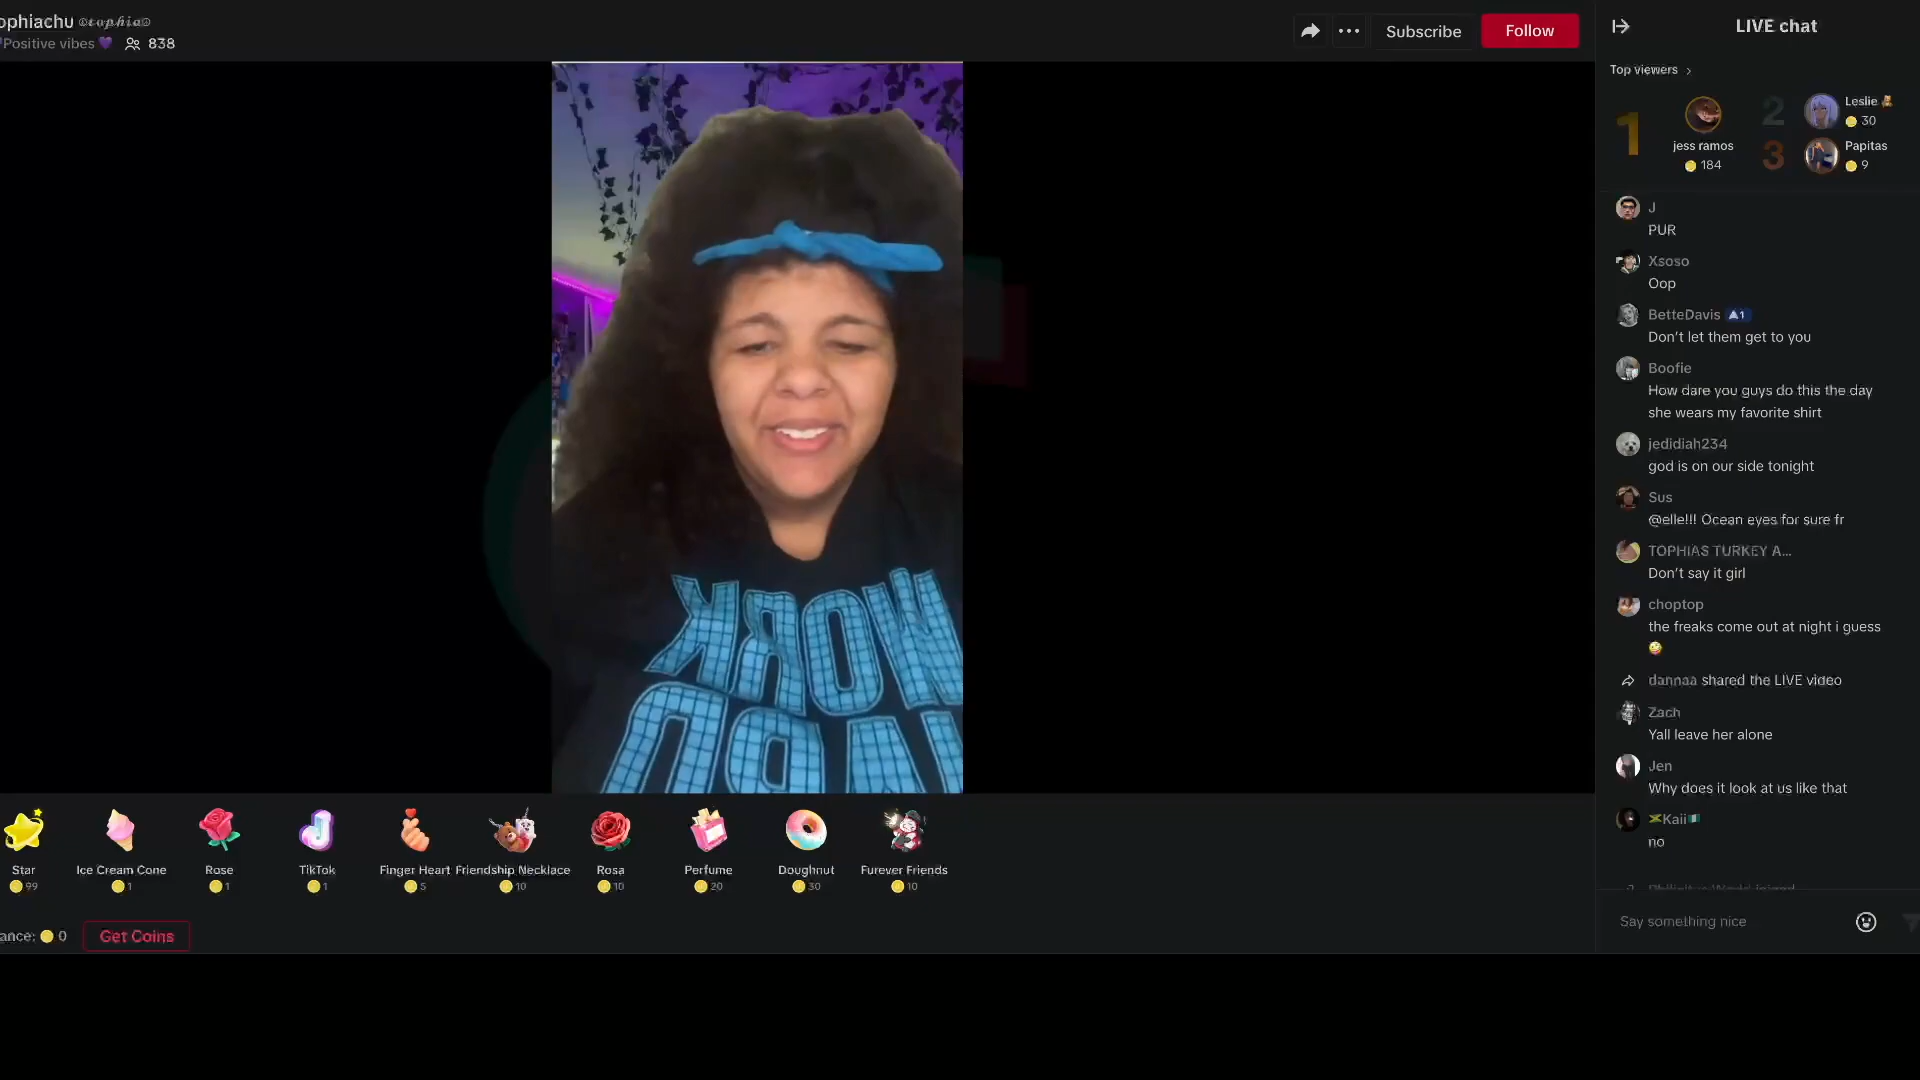 ophiachu @tophia
Positive vibes 💜 838
Subscribe
Follow
LIVE chat
Top viewers >
1
jess ramos
184
2
Leslie 🧸
30
3
Papitas
9
J
PUR
Xsoso
Oop
BetteDavis 1
Don't let them get to you
Boofie
How dare you guys do this the day
she wears my favorite shirt
jedidiah234
god is on our side tonight
Sus
@elle!!! Ocean eyes for sure fr
TOPHIAS TURKEY A...
Don't say it girl
choptop
the freaks come out at night i guess
🤪
dannaa shared the LIVE video
Zach
Yall leave her alone
Jen
Why does it look at us like that
🇯🇲Kaii🇳🇬
no
Say something nice
WORK
HARD
Star
99
Ice Cream Cone
1
Rose
1
TikTok
1
Finger Heart
5
Friendship Necklace
10
Rosa
10
Perfume
20
Doughnut
30
Furever Friends
10
ance: 0
Get Coins